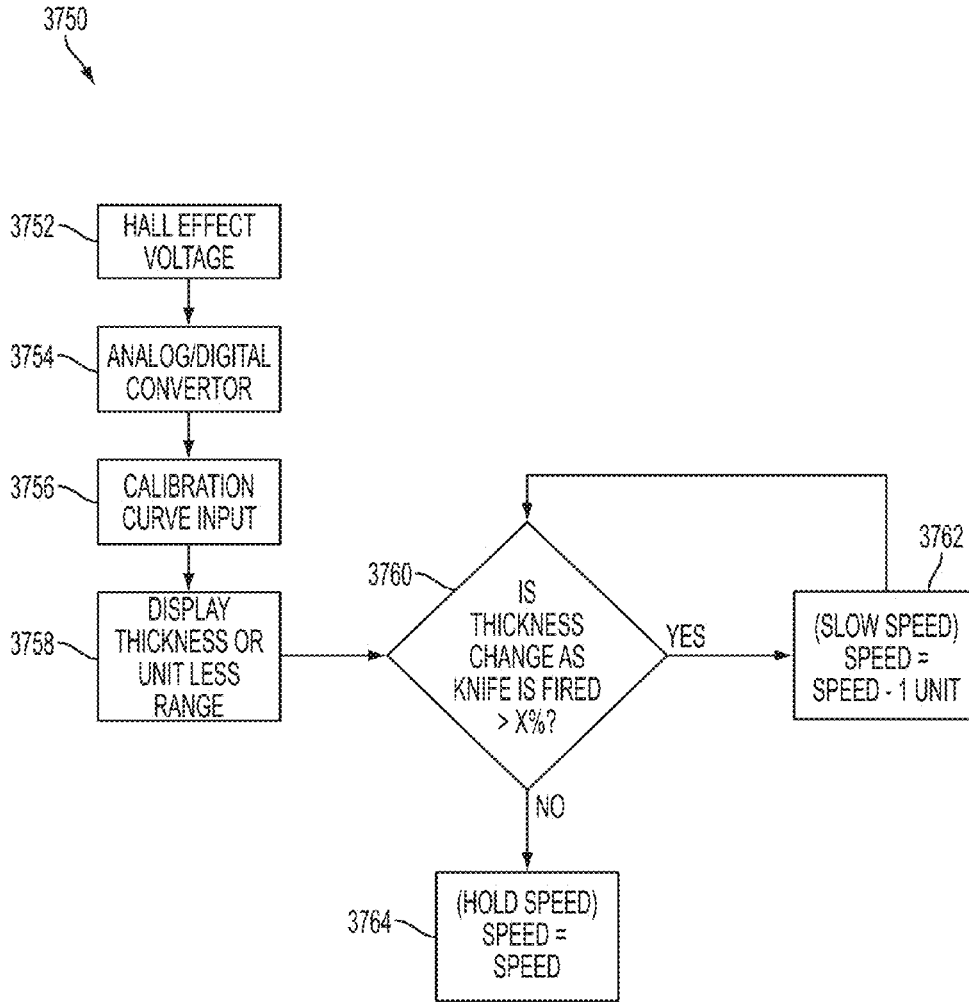 3750
3752
HALL EFFECT
VOLTAGE
3754
ANALOG/DIGITAL
CONVERTOR
3756
CALIBRATION
CURVE INPUT
3758
DISPLAY
THICKNESS OR
UNIT LESS
RANGE
3760
IS
THICKNESS
CHANGE AS
KNIFE IS FIRED
> X%?
YES
3762
(SLOW SPEED)
SPEED =
SPEED - 1 UNIT
NO
3764
(HOLD SPEED)
SPEED =
SPEED